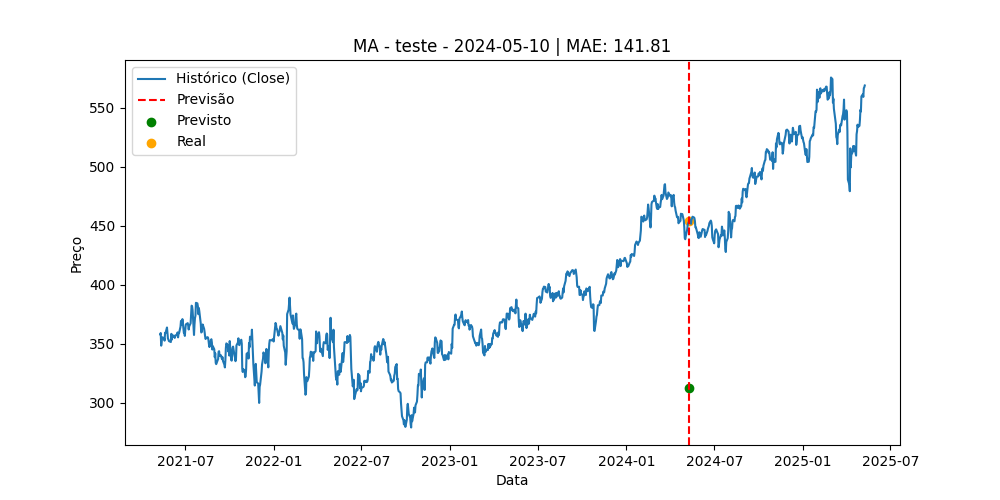 MA - teste - 2024-05-10 | MAE: 141.81
Histórico (Close)
Previsão
Previsto
Real
Preço
550
500
450
400
350
300
2021-07 2022-01 2022-07 2023-01 2023-07 2024-01 2024-07 2025-01 2025-07
Data